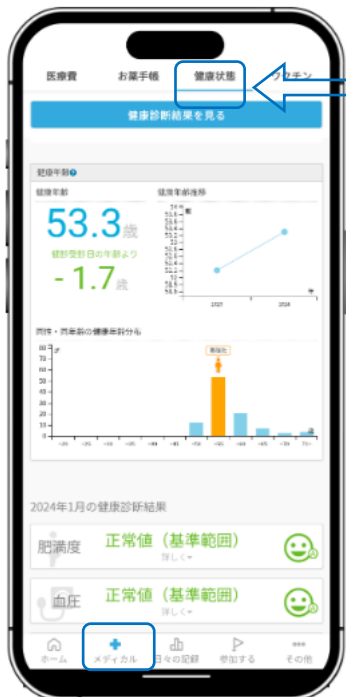 医療費 お薬手帳 健康状態 ワクチン
健康診断結果を見る
健康年齢
健康年齢 健康年齢推移
53.3歳
健診受診日の年齢より
-1.7歳
年
2023 2024
同性・同年齢の健康年齢分布
2024年1月の健康診断結果
肥満度 正常値（基準範囲）
詳しく
血圧 正常値（基準範囲）
詳しく
ホーム メディカル 日々の記録 参加する その他